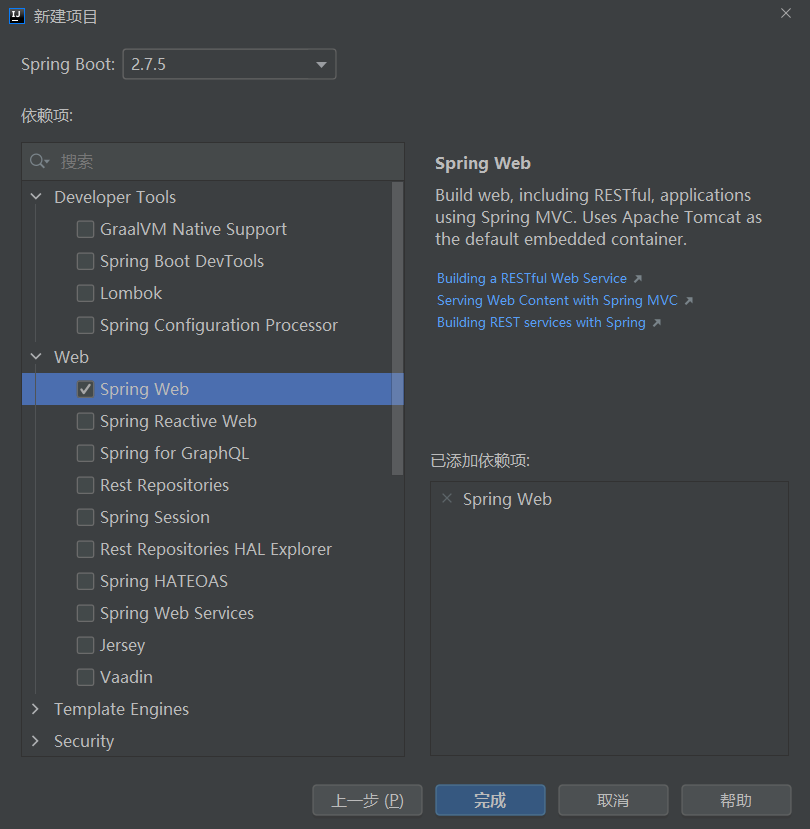 新建项目
Spring Boot: 2.7.5
依赖项:
搜索
Developer Tools
GraalVM Native Support
Spring Boot DevTools
Lombok
Spring Configuration Processor
Web
Spring Web
Spring Reactive Web
Spring for GraphQL
Rest Repositories
Spring Session
Rest Repositories HAL Explorer
Spring HATEOAS
Spring Web Services
Jersey
Vaadin
Template Engines
Security
Spring Web
Build web, including RESTful, applications
using Spring MVC. Uses Apache Tomcat as
the default embedded container.
Building a RESTful Web Service
Serving Web Content with Spring MVC
Building REST services with Spring
已添加依赖项:
Spring Web
上一步 (P)
完成
取消
帮助